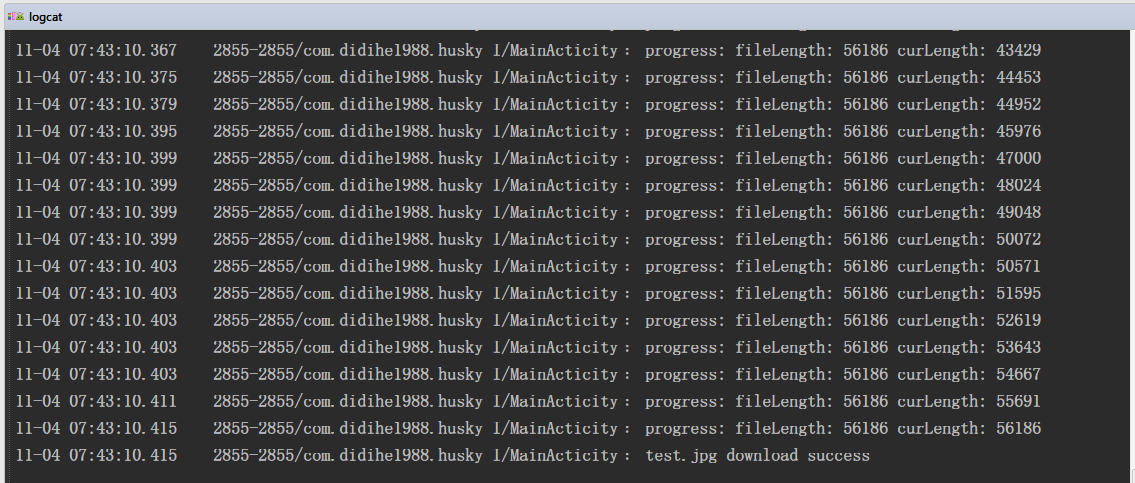 logcat
11-04 07:43:10.367 2855-2855/com.didihe1988.husky I/MainActicity: progress: fileLength: 56186 curLength: 43429
11-04 07:43:10.375 2855-2855/com.didihe1988.husky I/MainActicity: progress: fileLength: 56186 curLength: 44453
11-04 07:43:10.379 2855-2855/com.didihe1988.husky I/MainActicity: progress: fileLength: 56186 curLength: 44952
11-04 07:43:10.395 2855-2855/com.didihe1988.husky I/MainActicity: progress: fileLength: 56186 curLength: 45976
11-04 07:43:10.399 2855-2855/com.didihe1988.husky I/MainActicity: progress: fileLength: 56186 curLength: 47000
11-04 07:43:10.399 2855-2855/com.didihe1988.husky I/MainActicity: progress: fileLength: 56186 curLength: 48024
11-04 07:43:10.399 2855-2855/com.didihe1988.husky I/MainActicity: progress: fileLength: 56186 curLength: 49048
11-04 07:43:10.399 2855-2855/com.didihe1988.husky I/MainActicity: progress: fileLength: 56186 curLength: 50072
11-04 07:43:10.403 2855-2855/com.didihe1988.husky I/MainActicity: progress: fileLength: 56186 curLength: 50571
11-04 07:43:10.403 2855-2855/com.didihe1988.husky I/MainActicity: progress: fileLength: 56186 curLength: 51595
11-04 07:43:10.403 2855-2855/com.didihe1988.husky I/MainActicity: progress: fileLength: 56186 curLength: 52619
11-04 07:43:10.403 2855-2855/com.didihe1988.husky I/MainActicity: progress: fileLength: 56186 curLength: 53643
11-04 07:43:10.403 2855-2855/com.didihe1988.husky I/MainActicity: progress: fileLength: 56186 curLength: 54667
11-04 07:43:10.411 2855-2855/com.didihe1988.husky I/MainActicity: progress: fileLength: 56186 curLength: 55691
11-04 07:43:10.415 2855-2855/com.didihe1988.husky I/MainActicity: progress: fileLength: 56186 curLength: 56186
11-04 07:43:10.415 2855-2855/com.didihe1988.husky I/MainActicity: test.jpg download success